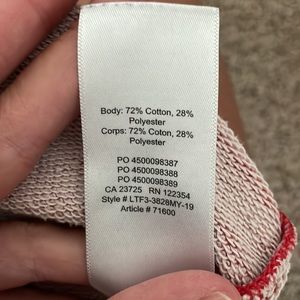 Body: 72% Cotton, 28%
Polyester
Corps: 72% Coton, 28%
Polyester
PO 4500098387
PO 4500098388
PO 4500098389
CA 23725 RN 122354
Style # LTF3-3828MY-19
Article # 71600